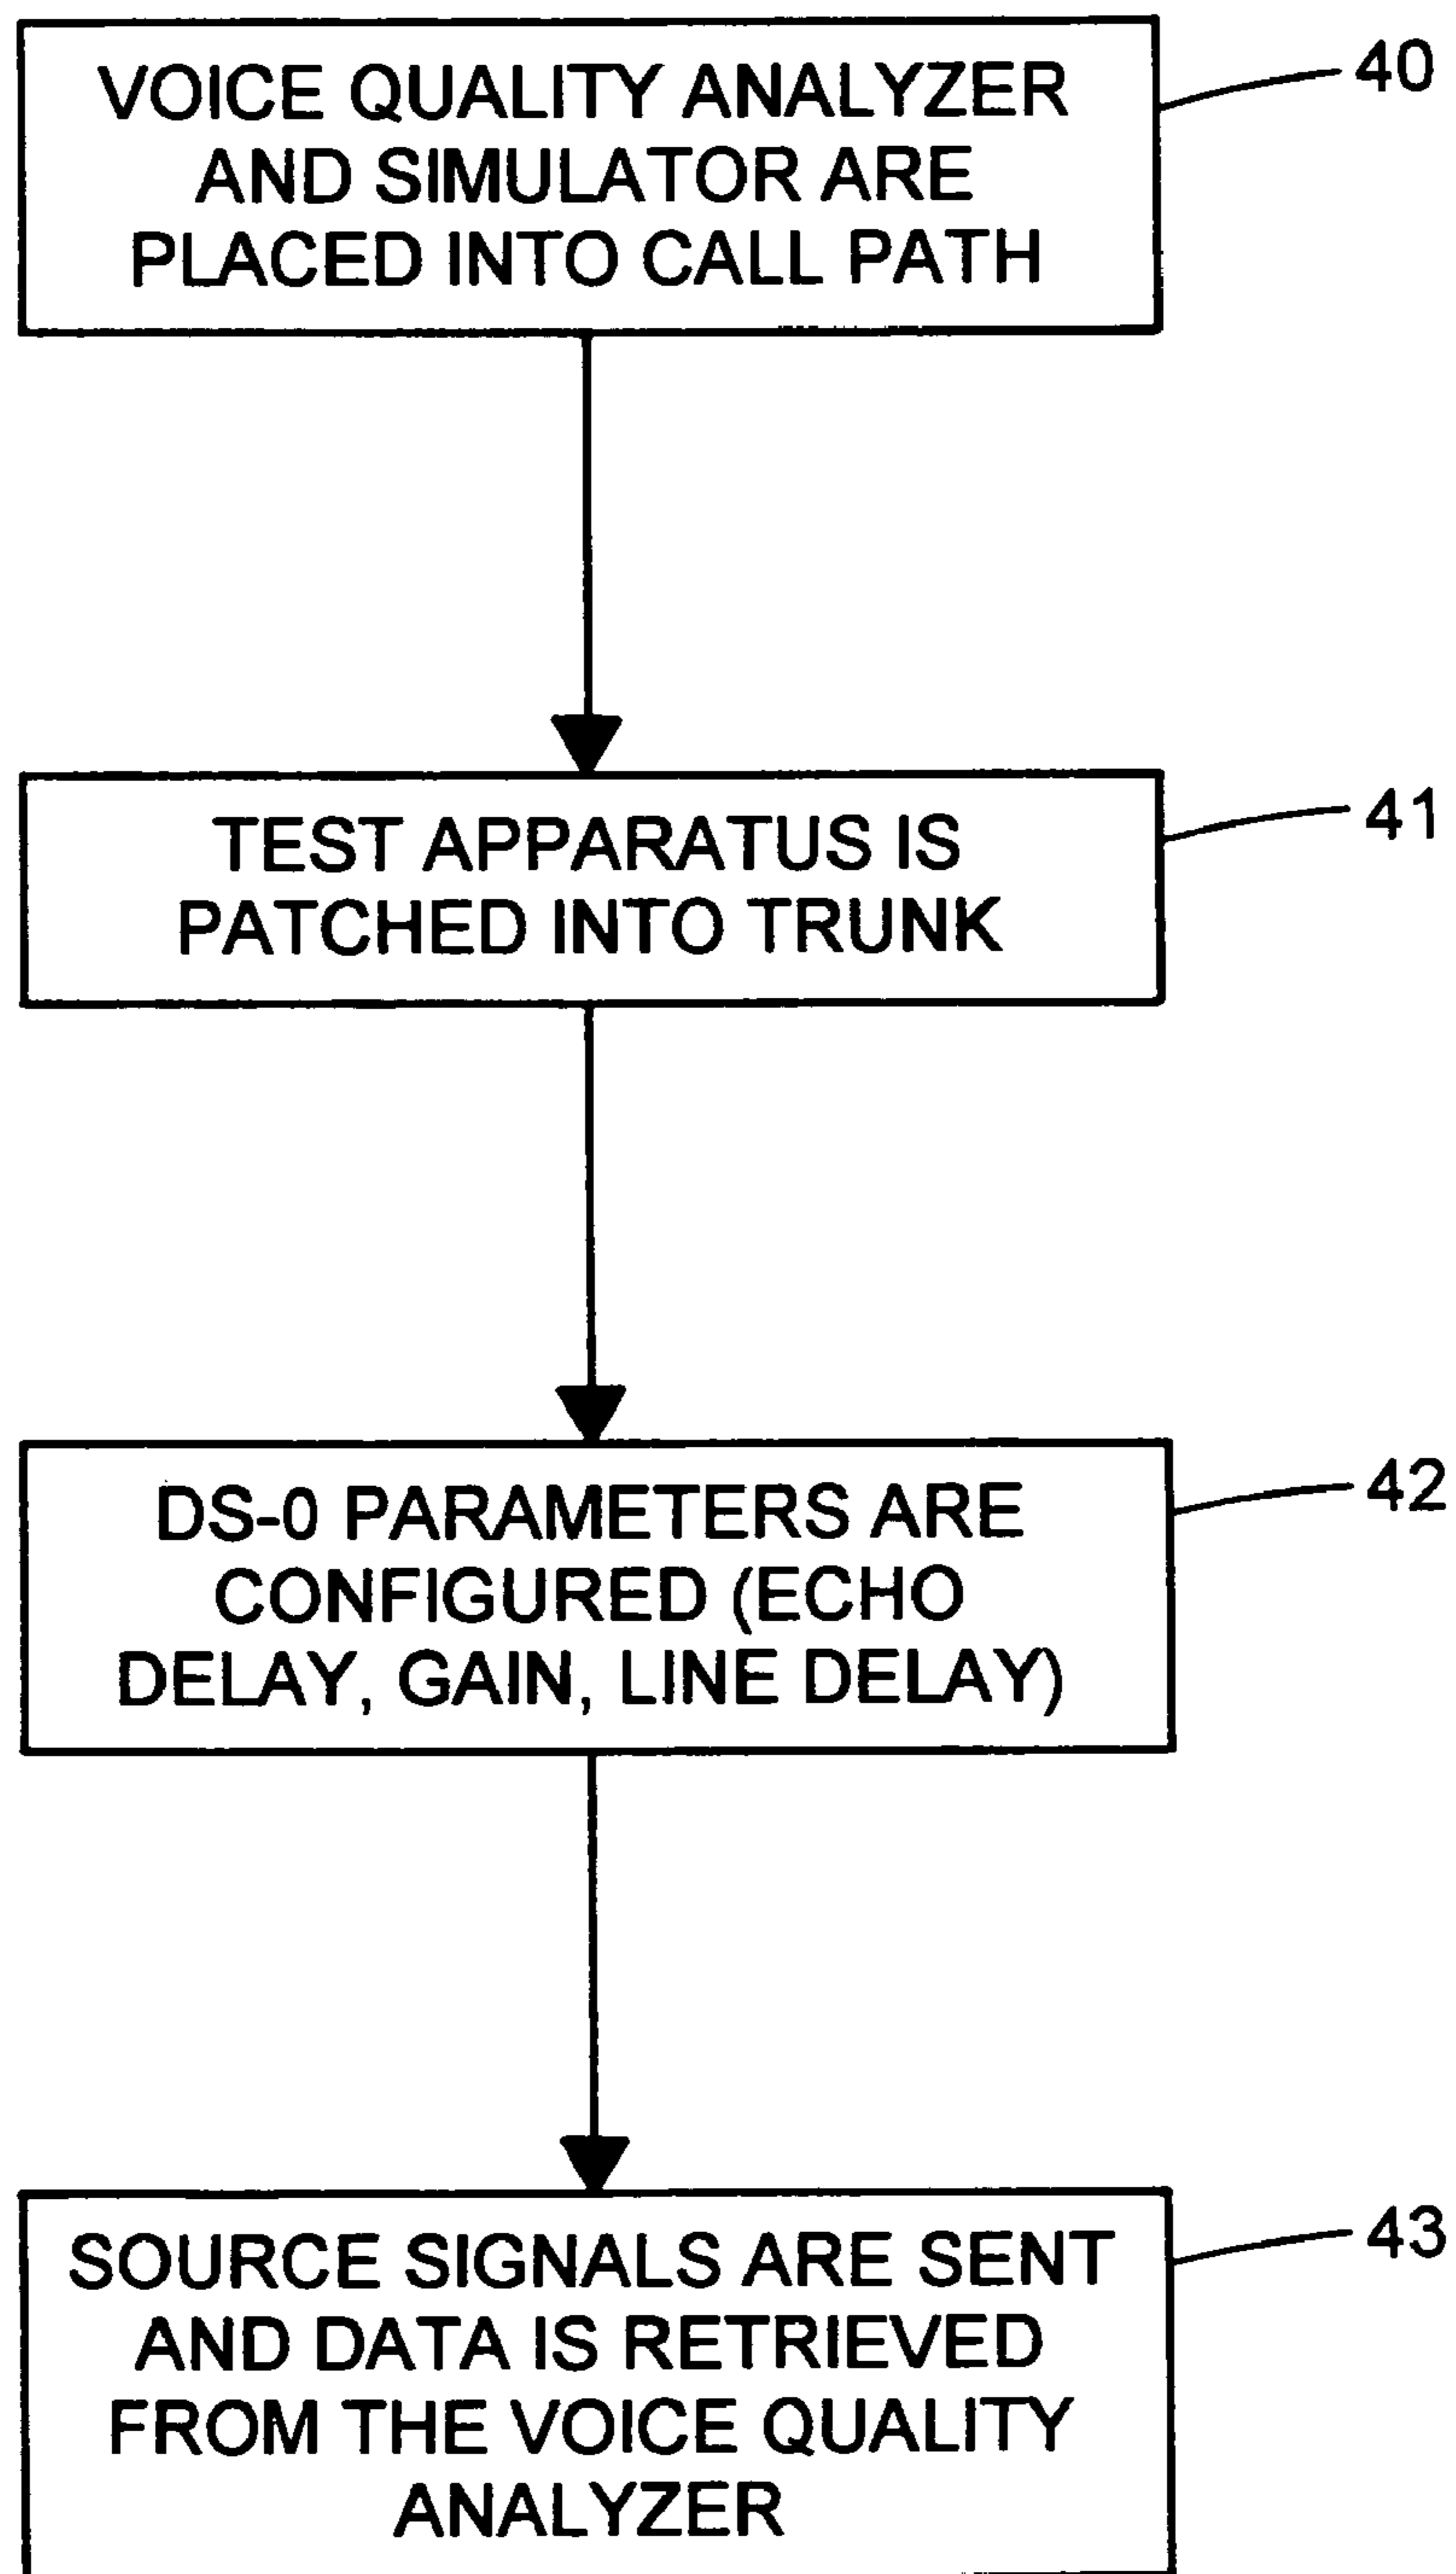 VOICE QUALITY ANALYZER
AND SIMULATOR ARE
PLACED INTO CALL PATH
40
TEST APPARATUS IS
PATCHED INTO TRUNK
41
DS-0 PARAMETERS ARE
CONFIGURED (ECHO
DELAY, GAIN, LINE DELAY)
42
SOURCE SIGNALS ARE SENT
AND DATA IS RETRIEVED
FROM THE VOICE QUALITY
ANALYZER
43